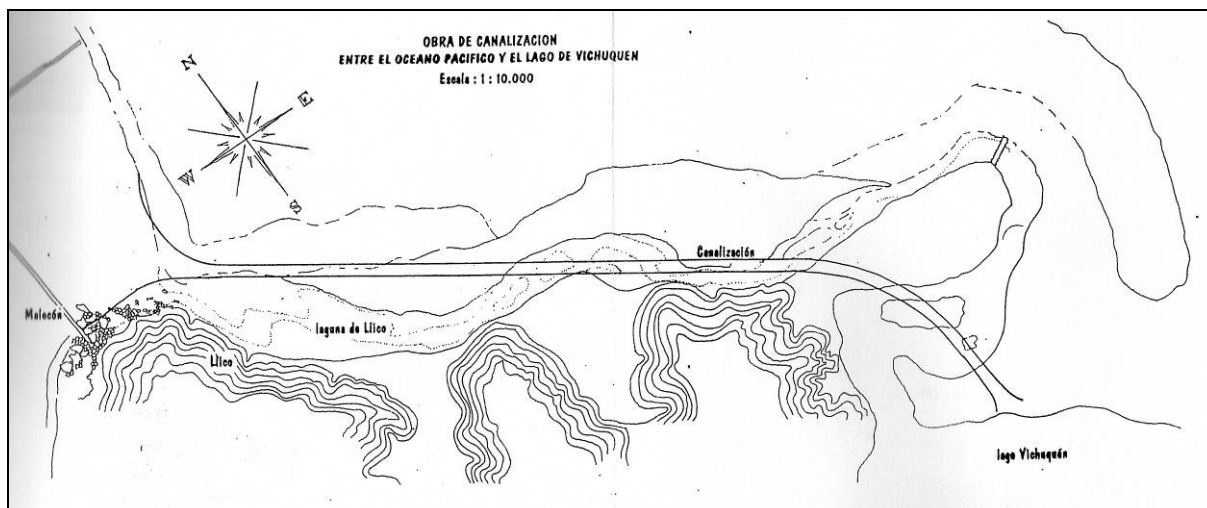 OBRA DE CANALIZACION
ENTRE EL OCEANO PACIFICO Y EL LAGO DE VICHUQUEN
Escala : 1 : 10.000
N
E
W
S
Canalización
Malecón
laguna de Llico
Llico
lago Vichuquén